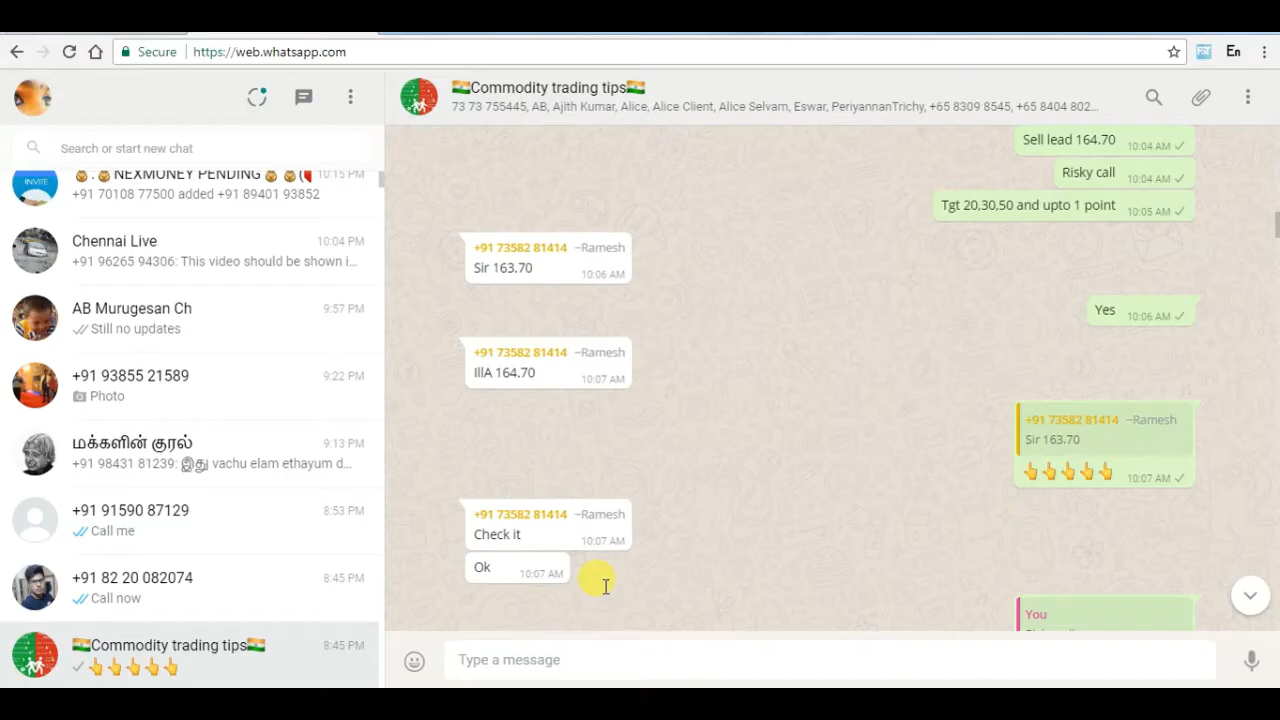 Secure https://web.whatsapp.com
En
Search or start new chat
NEXMONEY PENDING
10:15 PM
INVITE
+91 70108 77500 added +91 89401 93852
Chennai Live
10:04 PM
+91 96265 94306: This video should be shown i…
AB Murugesan Ch
9:57 PM
Still no updates
+91 93855 21589
9:22 PM
Photo
மக்களின் குரல்
9:13 PM
+91 98431 81239: இது vachu elam ethayum d…
+91 91590 87129
8:53 PM
Call me
+91 82 20 082074
8:45 PM
Call now
🇮🇳Commodity trading tips🇮🇳
8:45 PM
👆👆👆👆👆
🇮🇳Commodity trading tips🇮🇳
73 73 755445, AB, Ajith Kumar, Alice, Alice Client, Alice Selvam, Eswar, PeriyannanTrichy, +65 8309 8545, +65 8404 802…
Sell lead 164.70 10:04 AM
Risky call 10:04 AM
Tgt 20,30,50 and upto 1 point 10:05 AM
+91 73582 81414 ~Ramesh
Sir 163.70 10:06 AM
Yes 10:06 AM
+91 73582 81414 ~Ramesh
IllA 164.70 10:07 AM
+91 73582 81414 ~Ramesh
Sir 163.70
👆👆👆👆👆 10:07 AM
+91 73582 81414 ~Ramesh
Check it 10:07 AM
Ok 10:07 AM
You
Type a message